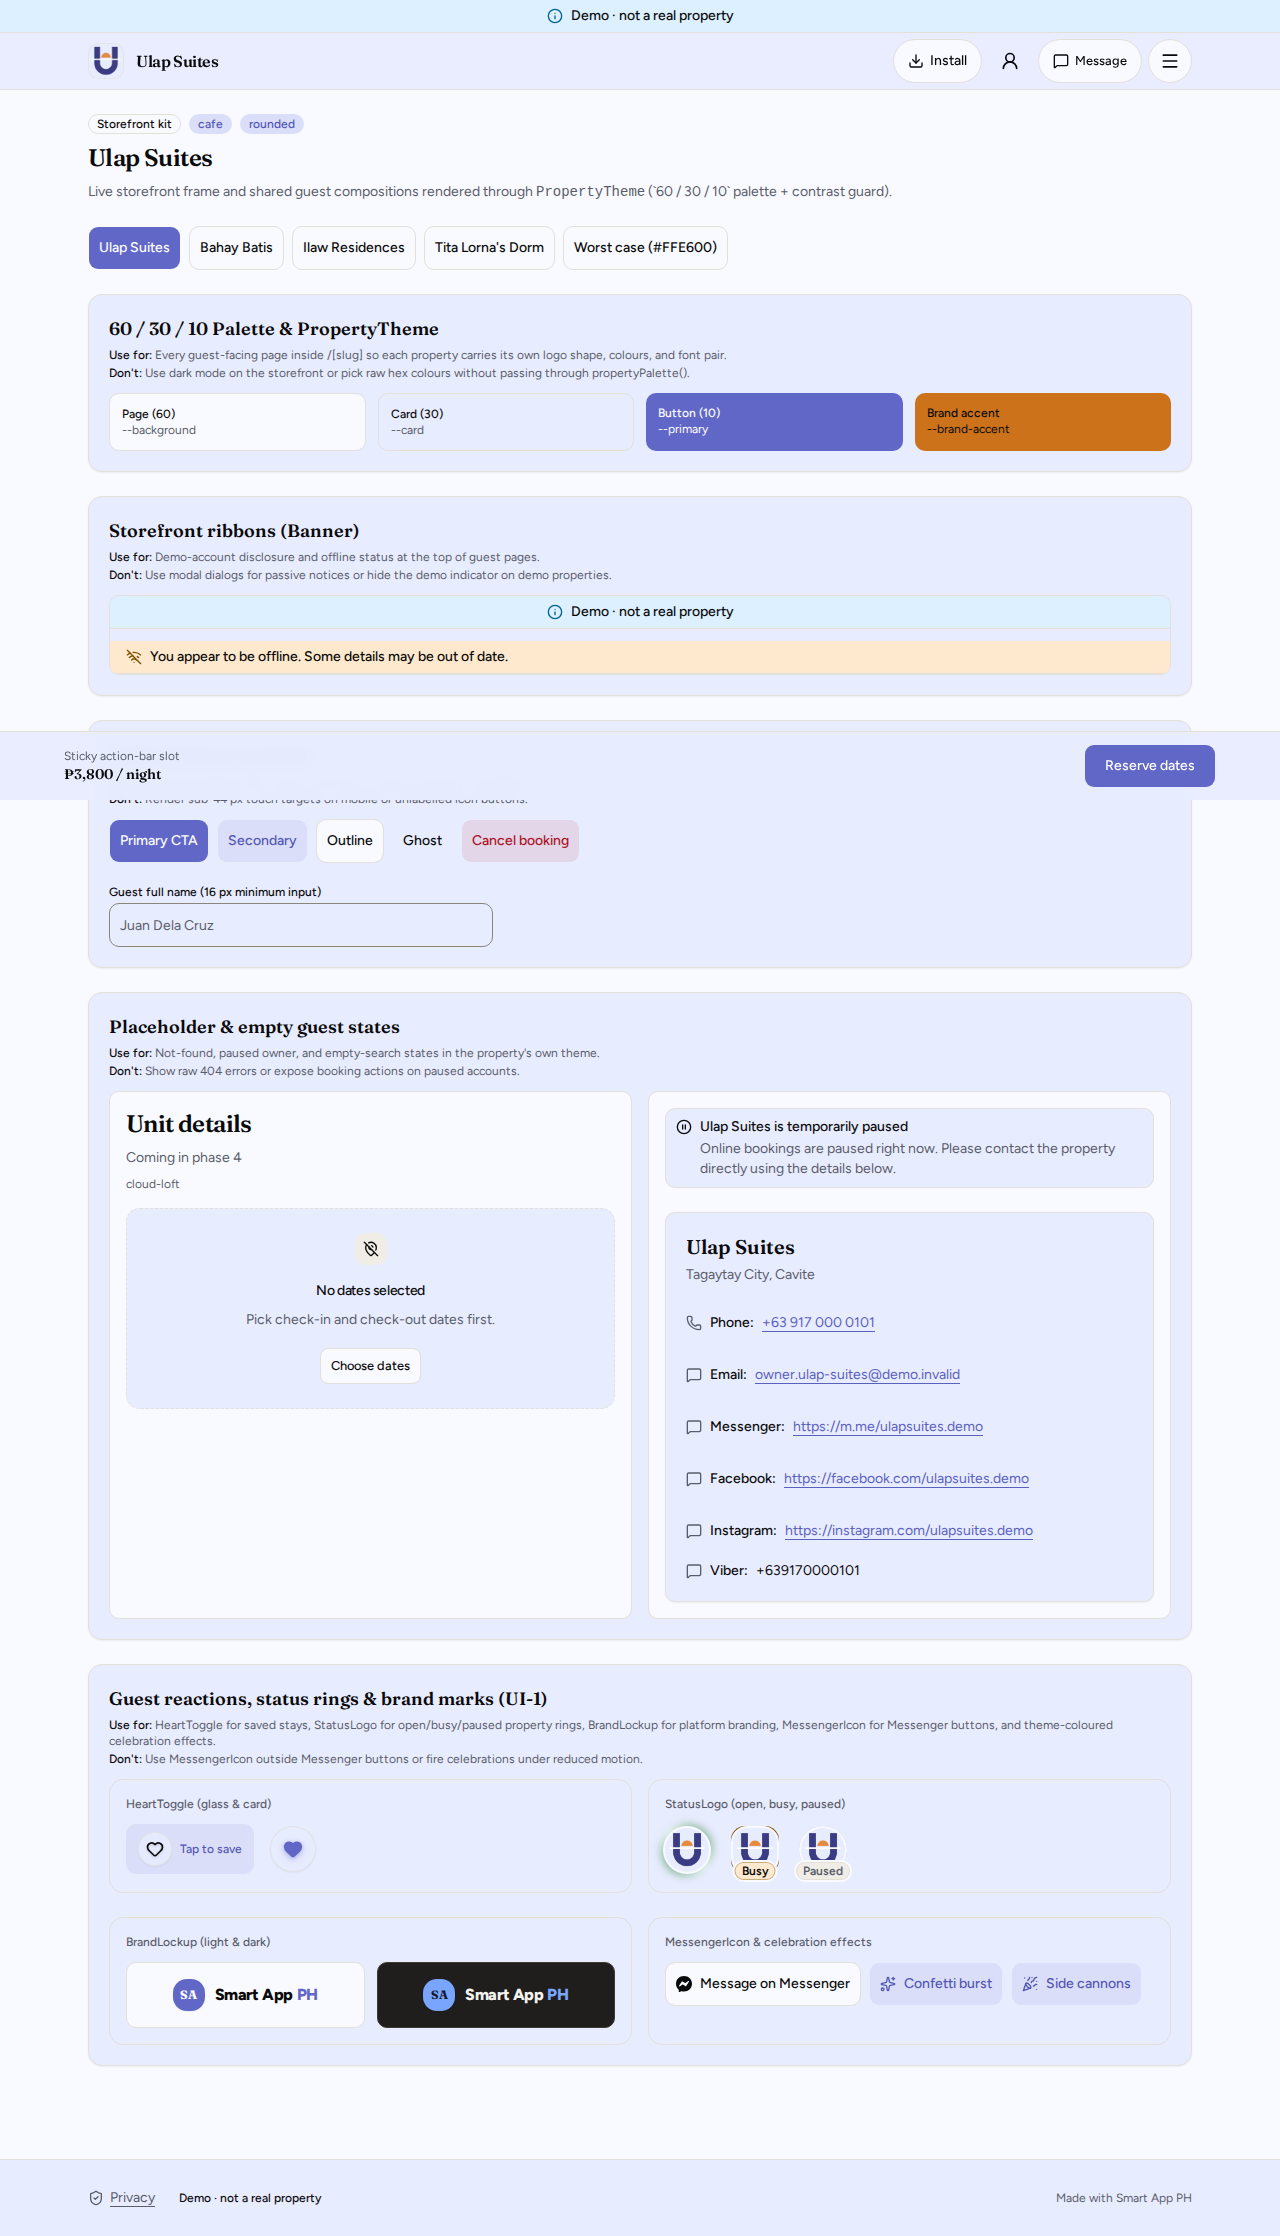 Demo · not a real property
Ulap Suites
Install
Message
Storefront kit
cafe
rounded
Ulap Suites
Live storefront frame and shared guest compositions rendered through PropertyTheme (`60 / 30 / 10` palette + contrast guard).
Ulap Suites
Bahay Batis
Ilaw Residences
Tita Lorna's Dorm
Worst case (#FFE600)
60 / 30 / 10 Palette & PropertyTheme
Use for: Every guest-facing page inside /[slug] so each property carries its own logo shape, colours, and font pair.
Don't: Use dark mode on the storefront or pick raw hex colours without passing through propertyPalette().
Page (60)
--background
Card (30)
--card
Button (10)
--primary
Brand accent
--brand-accent
Storefront ribbons (Banner)
Use for: Demo-account disclosure and offline status at the top of guest pages.
Don't: Use modal dialogs for passive notices or hide the demo indicator on demo properties.
Demo · not a real property
You appear to be offline. Some details may be out of date.
Sticky action-bar slot
₱3,800 / night
Reserve dates
Don't: Render sub-44 px touch targets on mobile or unlabelled icon buttons.
Primary CTA
Secondary
Outline
Ghost
Cancel booking
Guest full name (16 px minimum input)
Juan Dela Cruz
Placeholder & empty guest states
Use for: Not-found, paused owner, and empty-search states in the property's own theme.
Don't: Show raw 404 errors or expose booking actions on paused accounts.
Unit details
Coming in phase 4
cloud-loft
No dates selected
Pick check-in and check-out dates first.
Choose dates
Ulap Suites is temporarily paused
Online bookings are paused right now. Please contact the property
directly using the details below.
Ulap Suites
Tagaytay City, Cavite
Phone: +63 917 000 0101
Email: owner.ulap-suites@demo.invalid
Messenger: https://m.me/ulapsuites.demo
Facebook: https://facebook.com/ulapsuites.demo
Instagram: https://instagram.com/ulapsuites.demo
Viber: +639170000101
Guest reactions, status rings & brand marks (UI-1)
Use for: HeartToggle for saved stays, StatusLogo for open/busy/paused property rings, BrandLockup for platform branding, MessengerIcon for Messenger buttons, and theme-coloured
celebration effects.
Don't: Use MessengerIcon outside Messenger buttons or fire celebrations under reduced motion.
HeartToggle (glass & card)
Tap to save
StatusLogo (open, busy, paused)
Busy
Paused
BrandLockup (light & dark)
SA Smart App PH
SA Smart App PH
MessengerIcon & celebration effects
Message on Messenger
Confetti burst
Side cannons
Privacy
Demo · not a real property
Made with Smart App PH